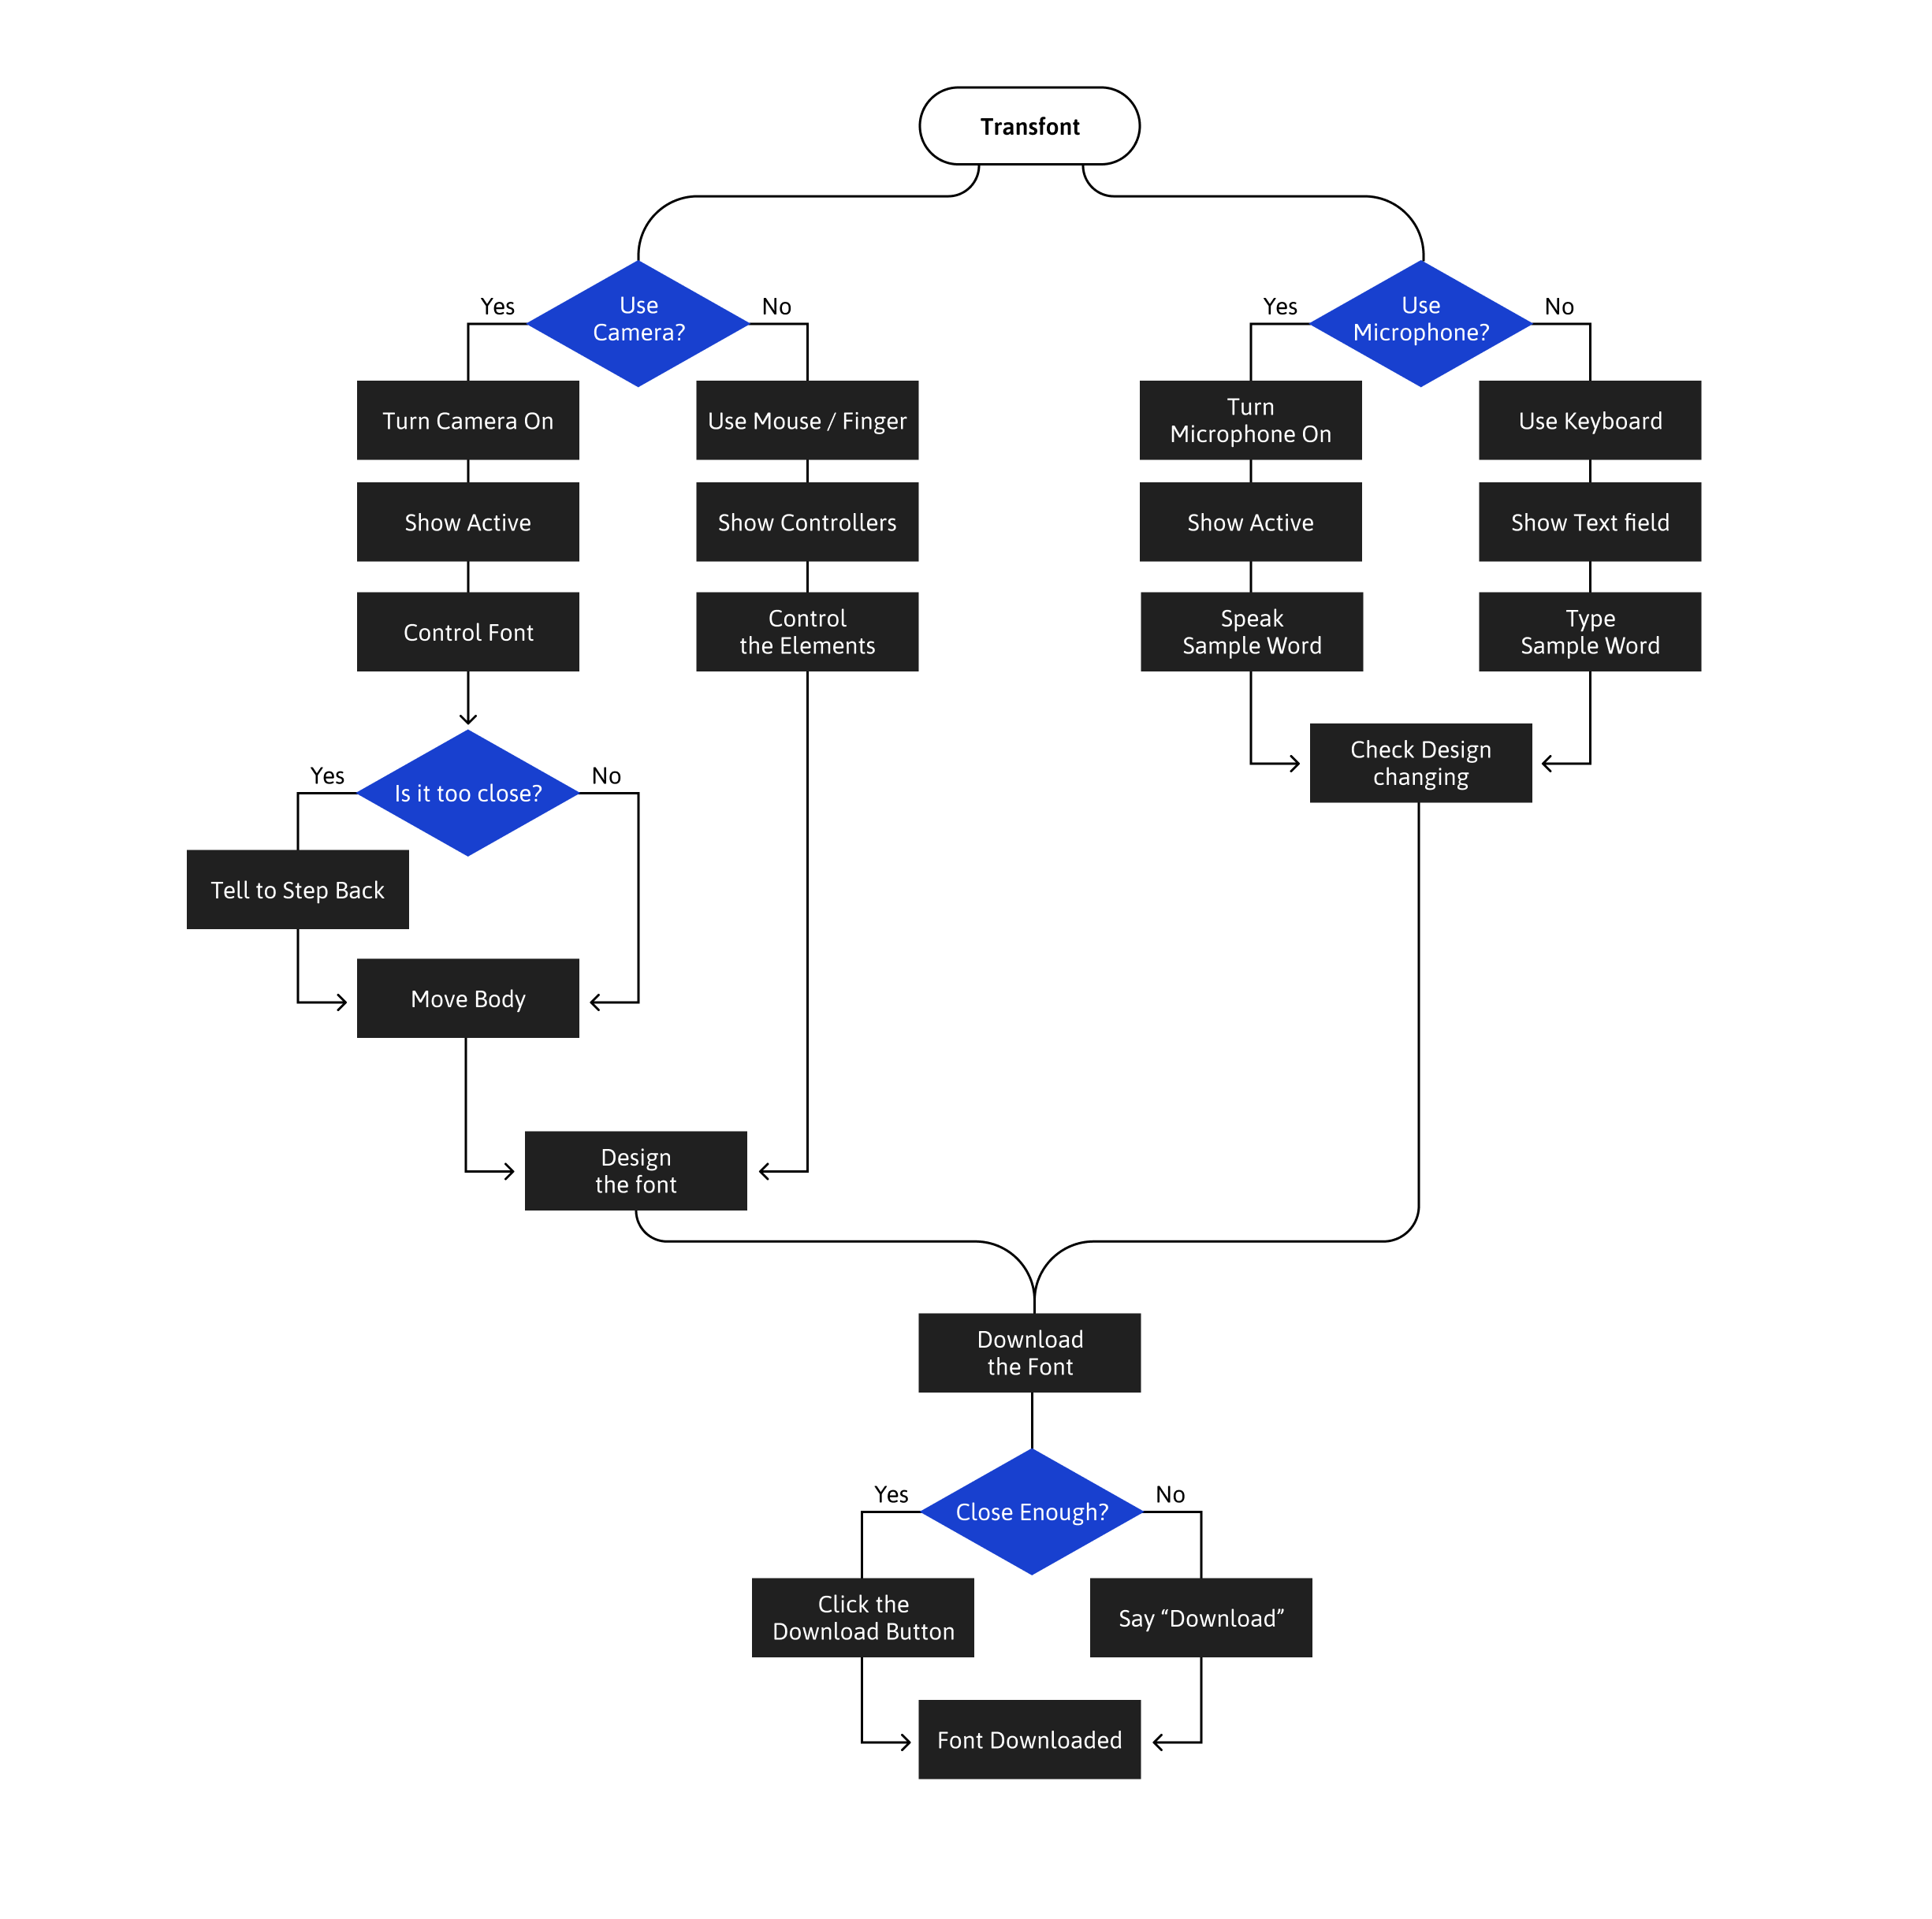 Transfont
Yes
Use
Camera?
No
Yes
Use
Microphone?
No
Turn Camera On
Use Mouse / Finger
Turn
Microphone On
Use Keyboard
Show Active
Show Controllers
Show Active
Show Text field
Control Font
Control
the Elements
Speak
Sample Word
Type
Sample Word
Yes
Is it too close?
No
Check Design
changing
Tell to Step Back
Move Body
Design
the font
Download
the Font
Yes
Close Enough?
No
Click the
Download Button
Say “Download”
Font Downloaded